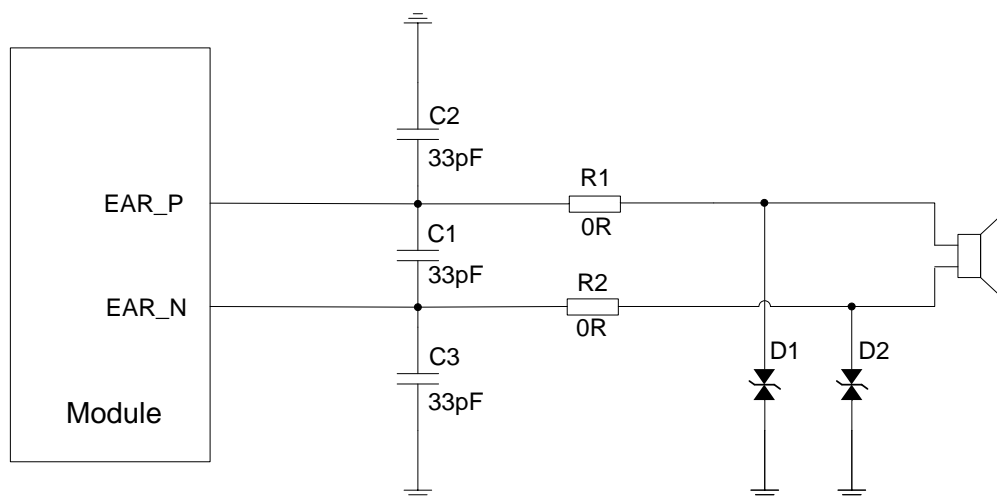 C2
33pF
EAR_P
R1
0R
C1
33pF
EAR_N
R2
0R
C3
33pF
D1
D2
Module